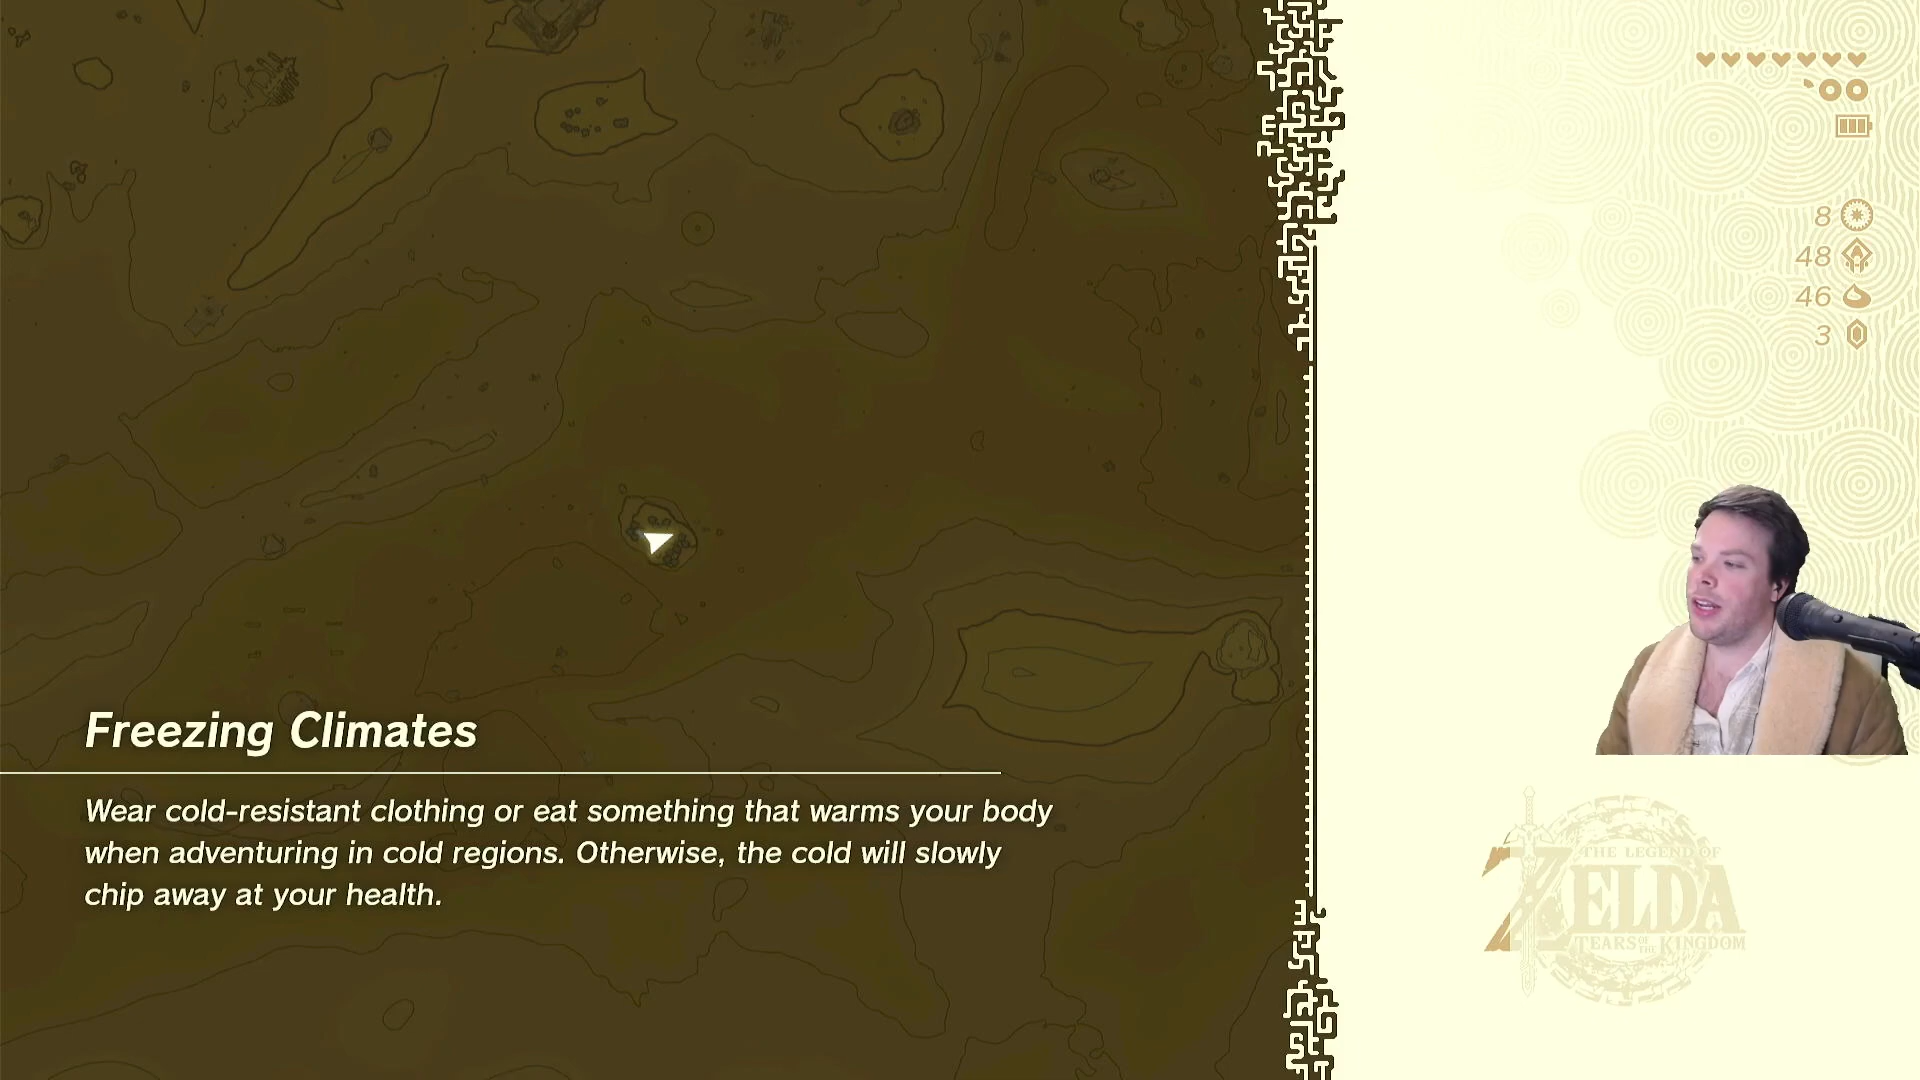 8
48
46
3
Freezing Climates
Wear cold-resistant clothing or eat something that warms your body
when adventuring in cold regions. Otherwise, the cold will slowly
chip away at your health.
THE LEGEND OF
ZELDA
TEARS OF THE KINGDOM